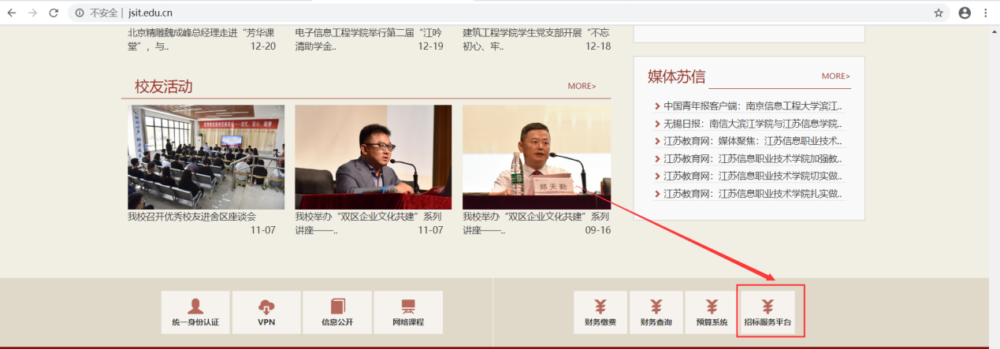 不安全 | jsit.edu.cn
北京精雕魏成峰总经理走进“芳华课
堂”，与.. 12-20
电子信息工程学院举行第二届“江吟
清助学金.. 12-19
建筑工程学院学生党支部开展“不忘
初心、牢.. 12-18
校友活动 MORE>
郑天勤
我校召开优秀校友进舍区座谈会
11-07
我校举办“双区企业文化共建”系列
讲座——.. 11-07
我校举办“双区企业文化共建”系列
讲座——.. 09-16
媒体苏信 MORE>
中国青年报客户端：南京信息工程大学滨江..
无锡日报：南信大滨江学院与江苏信息学院..
江苏教育网：媒体聚焦：江苏信息职业技术..
江苏教育网：江苏信息职业技术学院加强教..
江苏教育网：江苏信息职业技术学院切实做..
江苏教育网：江苏信息职业技术学院扎实做..
统一身份认证
VPN
信息公开
网络课程
财务缴费
财务查询
预算系统
招标服务平台